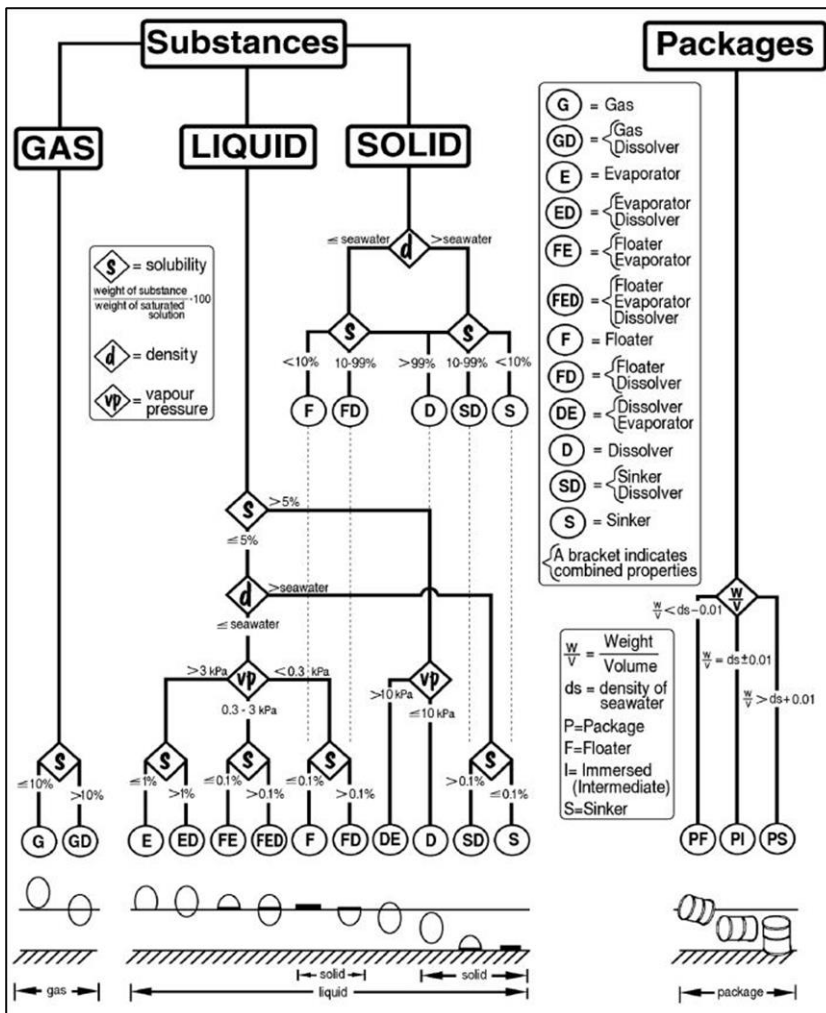 Substances
Packages
GAS
LIQUID
SOLID
S = solubility
weight of substance
weight of saturated solution
·100
d = density
vp = vapour pressure
≤ seawater
d
>seawater
S
S
<10%
10-99%
>99%
10-99%
<10%
F
FD
D
SD
S
G = Gas
GD = Gas
Dissolver
E = Evaporator
ED = Evaporator
Dissolver
FE = Floater
Evaporator
FED = Floater
Evaporator
Dissolver
F = Floater
FD = Floater
Dissolver
DE = Dissolver
Evaporator
D = Dissolver
SD = Sinker
Dissolver
S = Sinker
{A bracket indicates
combined properties
S
>5%
≤5%
d
>seawater
≤seawater
vp
>3 kPa
<0.3 kPa
0.3 - 3 kPa
vp
>10 kPa
≤10 kPa
S
≤10%
>10%
S
≤1%
>1%
S
≤0.1%
>0.1%
S
≤0.1%
>0.1%
S
>0.1%
≤0.1%
G
GD
E
ED
FE
FED
F
FD
DE
D
SD
S
W/V
W/V < ds-0.01
W/V = ds±0.01
W/V > ds+0.01
W/V = Weight/Volume
ds = density of
seawater
P=Package
F=Floater
I= Immersed
(Intermediate)
S=Sinker
PF
PI
PS
gas
solid
solid
liquid
package